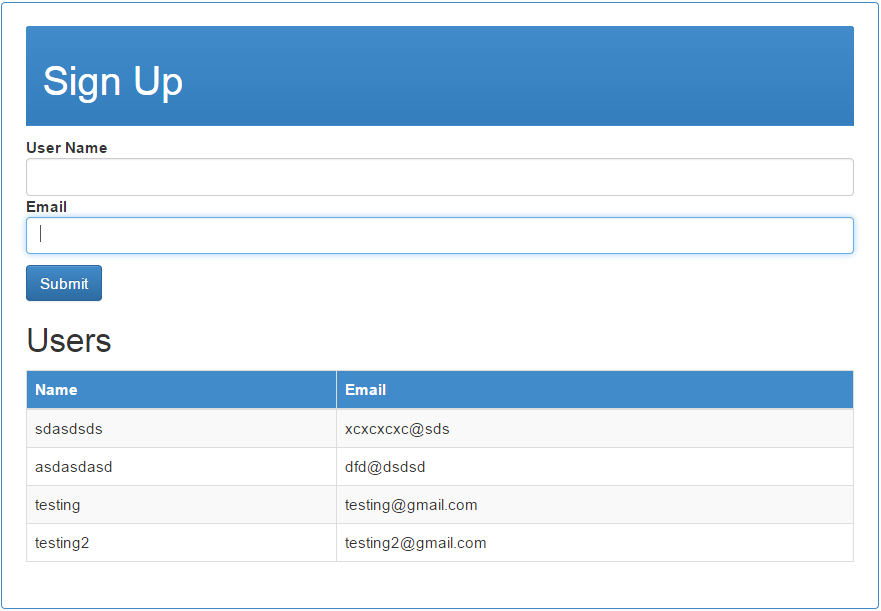 Sign Up
User Name
Email
Submit
Users
Name Email
sdasdsds xcxcxcxc@sds
asdasdasd dfd@dsdsd
testing testing@gmail.com
testing2 testing2@gmail.com